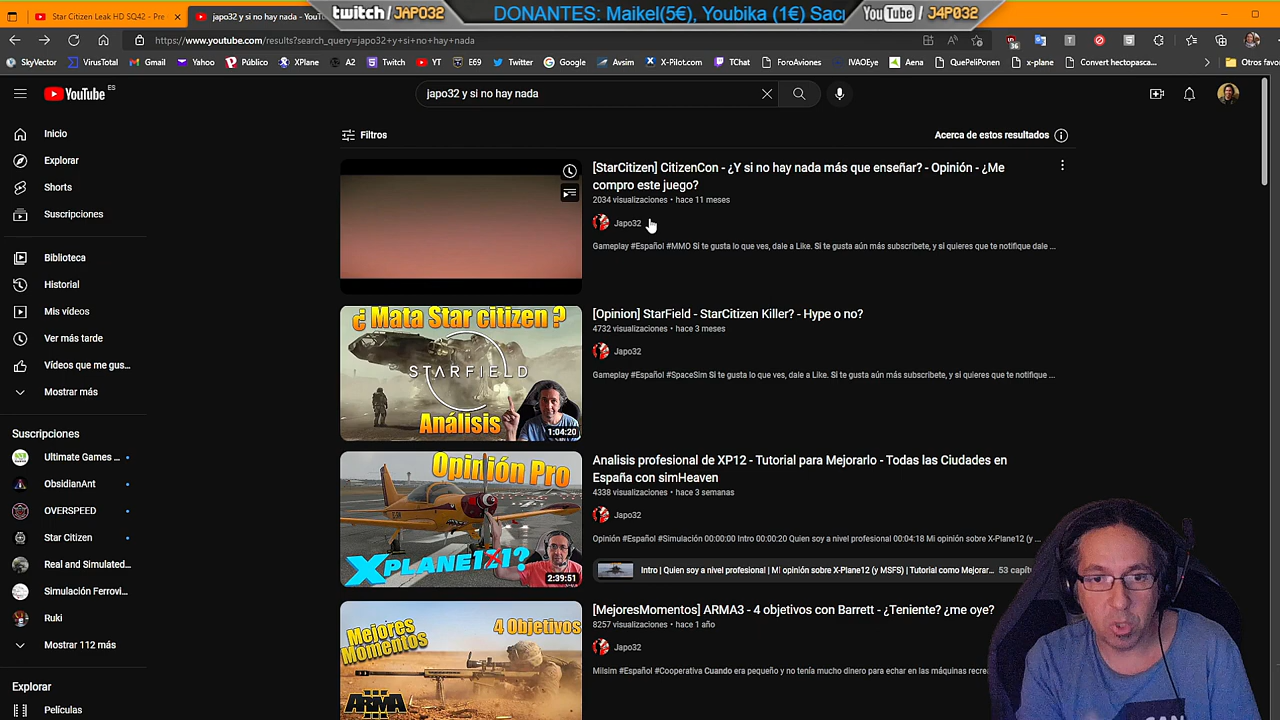 Star Citizen Leak HD SQ42 - Pre
japo32 y si no hay nada - YouTu
twitch / JAPO32
DONANTES: Maikel(5€), Youbika (1€) Sacu
YouTube / J4P032
https://www.youtube.com/results?search_query=japo32+y+si+no+hay+nada
SkyVector
VirusTotal
Gmail
Yahoo
Público
XPlane
A2
Twitch
YT
E69
Twitter
Google
Avsim
X-Pilot.com
TChat
ForoAviones
IVAOEye
Aena
QuePeliPonen
x-plane
Convert hectopasca...
Otros favo
YouTube ES
japo32 y si no hay nada
Inicio
Explorar
Shorts
Suscripciones
Biblioteca
Historial
Mis vídeos
Ver más tarde
Vídeos que me gus...
Mostrar más
Suscripciones
Ultimate Games ...
ObsidianAnt
OVERSPEED
Star Citizen
Real and Simulated...
Simulación Ferrovi...
Ruki
Mostrar 112 más
Explorar
Películas
Filtros
Acerca de estos resultados
[StarCitizen] CitizenCon - ¿Y si no hay nada más que enseñar? - Opinión - ¿Me
compro este juego?
2034 visualizaciones • hace 11 meses
Japo32
Gameplay #Español #MMO Si te gusta lo que ves, dale a Like. Si te gusta aún más subscribete, y si quieres que te notifique dale ...
¿ Mata Star citizen ?
STARFIELD
Análisis
1:04:20
[Opinion] StarField - StarCitizen Killer? - Hype o no?
4732 visualizaciones • hace 3 meses
Japo32
Gameplay #Español #SpaceSim Si te gusta lo que ves, dale a Like. Si te gusta aún más subscribete, y si quieres que te notifique ...
Opinión Pro
XPLANE121?
2:39:51
Analisis profesional de XP12 - Tutorial para Mejorarlo - Todas las Ciudades en
España con simHeaven
4338 visualizaciones • hace 3 semanas
Japo32
Opinión #Español #Simulación 00:00:00 Intro 00:00:20 Quien soy a nivel profesional 00:04:18 Mi opinión sobre X-Plane12 (y ...
Intro | Quien soy a nivel profesional | MI opinión sobre X-Plane12 (y MSFS) | Tutorial como Mejorar...
53 capít
Mejores
Momentos
4 Objetivos
ARMA
[MejoresMomentos] ARMA3 - 4 objetivos con Barrett - ¿Teniente? ¿me oye?
8257 visualizaciones • hace 1 año
Japo32
Milsim #Español #Cooperativa Cuando era pequeño y no tenía mucho dinero para echar en las máquinas recre